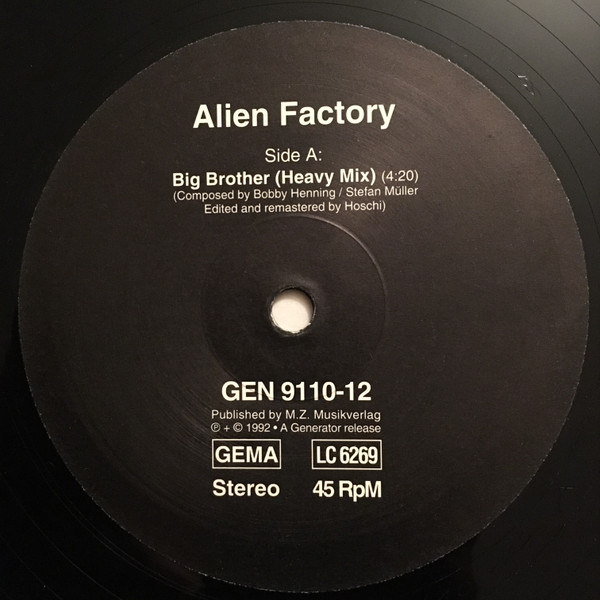 Alien Factory
Side A:
Big Brother (Heavy Mix) (4:20)
(Composed by Bobby Henning / Stefan Müller
Edited and remastered by Hoschi)
GEN 9110-12
Published by M.Z. Musikverlag
℗ + © 1992 • A Generator release
GEMA LC 6269
Stereo 45 RpM